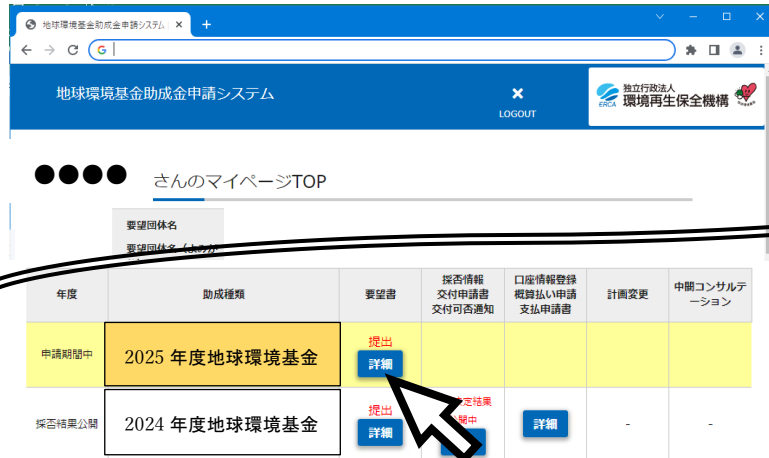 地球環境基金助成金申請システム
地球環境基金助成金申請システム
LOGOUT
ERCA
独立行政法人
環境再生保全機構
●●●● さんのマイページTOP
要望団体名
年度 助成種類 要望書 採否情報 交付申請書 交付可否通知 口座情報登録 概算払い申請 支払申請書 計画変更 中間コンサルテーション
申請期間中 2025 年度地球環境基金 提出 詳細
採否結果公開 2024 年度地球環境基金 提出 詳細 詳細 - -